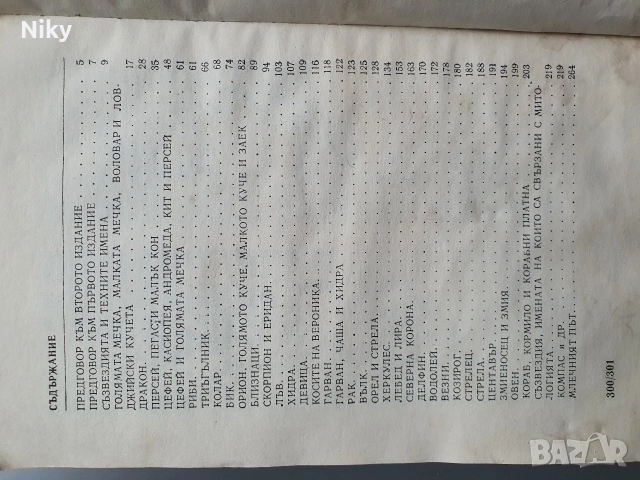 Niky
СЪДЪРЖАНИЕ
ПРЕДГОВОР КЪМ ВТОРОТО ИЗДАНИЕ 5
ПРЕДГОВОР КЪМ ПЪРВОТО ИЗДАНИЕ 7
СЪЗВЕЗДИЯТА И ТЕХНИТЕ ИМЕНА 9
ГОЛЯМАТА МЕЧКА, МАЛКАТА МЕЧКА, ВОЛОВАР И ЛОВ-
ДЖИЙСКИ КУЧЕТА 17
ДРАКОН 28
ПЕРСЕЙ, ПЕГАС И МАЛЪК КОН 35
ЦЕФЕЙ, КАСИОПЕЯ, АНДРОМЕДА, КИТ И ПЕРСЕЙ 48
ЦЕФЕЙ И ГОЛЯМАТА МЕЧКА 61
РИБИ 61
ТРИЪГЪЛНИК 66
КОЛАР 68
БИК 74
ОРИОН, ГОЛЯМОТО КУЧЕ, МАЛКОТО КУЧЕ И ЗАЕК 82
БЛИЗНАЦИ 89
СКОРПИОН И ЕРИДАН 94
ЛЪВ 103
ХИДРА 107
ДЕВИЦА 109
КОСИТЕ НА ВЕРОНИКА 116
ГАРВАН 118
ГАРВАН, ЧАША И ХИДРА 122
РАК 123
ВЪЛК 125
ОРЕЛ И СТРЕЛА 128
ХЕРКУЛЕС 134
ЛЕБЕД И ЛИРА 153
СЕВЕРНА КОРОНА 163
ДЕЛФИН 170
ВОДОЛЕЙ 172
ВЕЗНИ 178
КОЗИРОГ 180
СТРЕЛЕЦ 182
СТРЕЛА 188
ЦЕНТАВЪР 191
ЗМИЕНОСЕЦ И ЗМИЯ 194
ОВЕН 199
КОРАБ, КОРМИЛО И КОРАБНИ ПЛАТНА 203
СЪЗВЕЗДИЯ, ИМЕНАТА НА КОИТО СА СВЪРЗАНИ С МИТО-
ЛОГИЯТА 219
КОМПАС И ДР. 219
МЛЕЧНИЯТ ПЪТ 264
300/301
bazar.bg